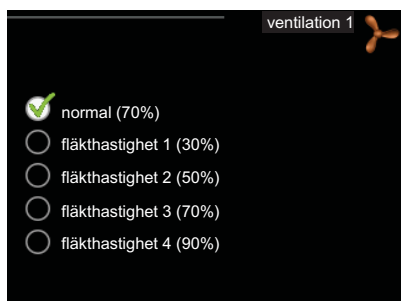 ventilation 1
normal (70%)
fläkthastighet 1 (30%)
fläkthastighet 2 (50%)
fläkthastighet 3 (70%)
fläkthastighet 4 (90%)